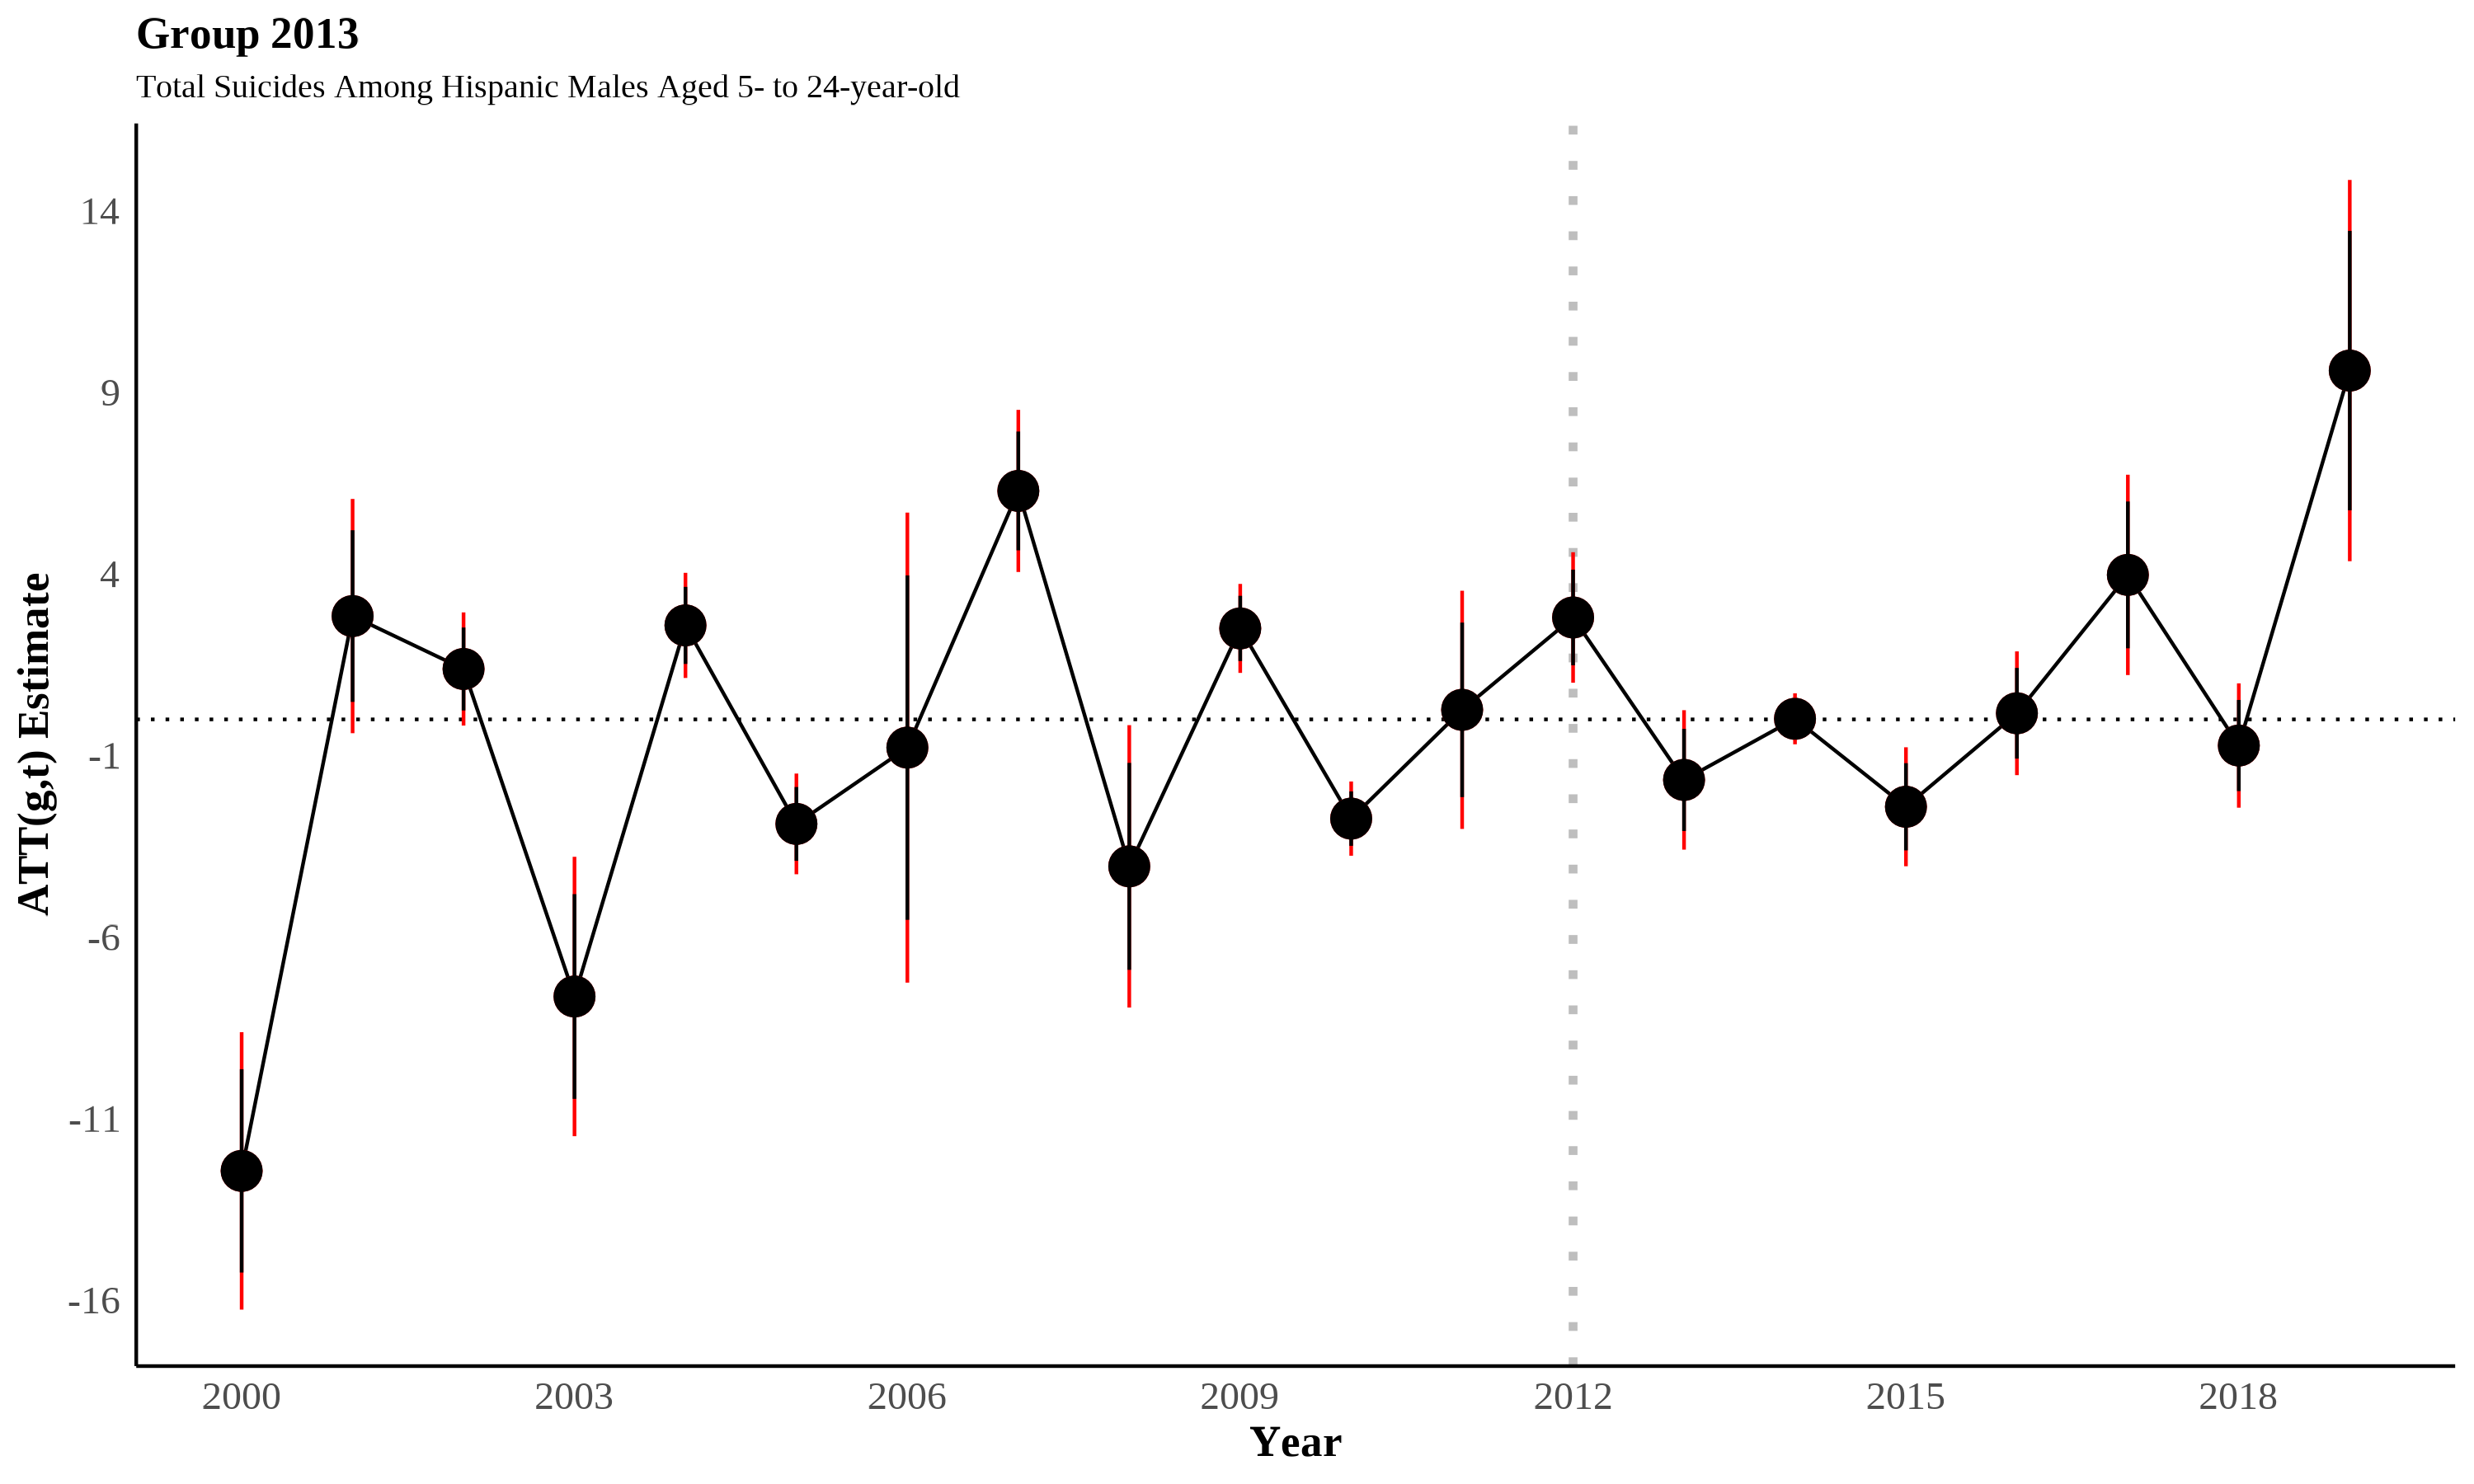 Group 2013
Total Suicides Among Hispanic Males Aged 5- to 24-year-old
ATT(g,t) Estimate
14
9
4
-1
-6
-11
-16
2000 2003 2006 2009 2012 2015 2018
Year